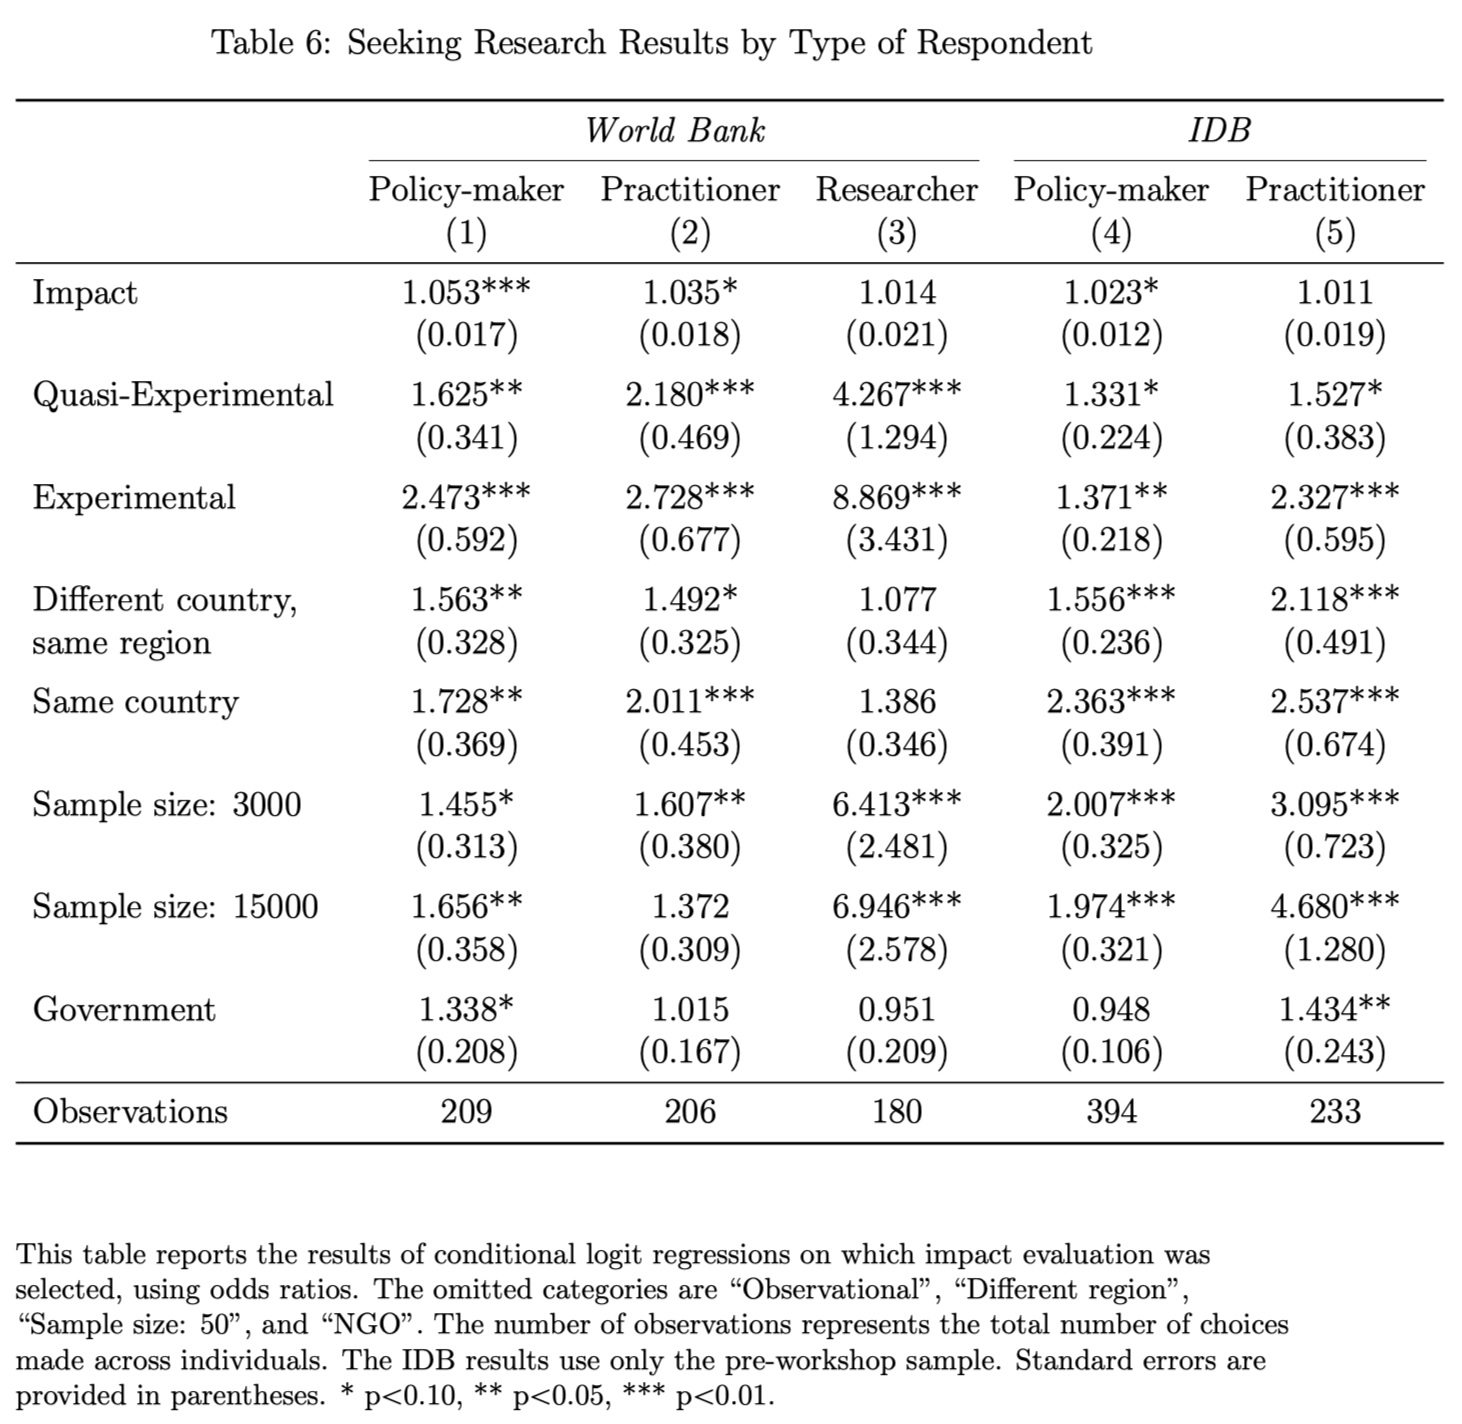 Table 6: Seeking Research Results by Type of Respondent
World Bank IDB
Policy-maker Practitioner Researcher Policy-maker Practitioner
(1) (2) (3) (4) (5)
Impact 1.053*** 1.035* 1.014 1.023* 1.011
(0.017) (0.018) (0.021) (0.012) (0.019)
Quasi-Experimental 1.625** 2.180*** 4.267*** 1.331* 1.527*
(0.341) (0.469) (1.294) (0.224) (0.383)
Experimental 2.473*** 2.728*** 8.869*** 1.371** 2.327***
(0.592) (0.677) (3.431) (0.218) (0.595)
Different country, 1.563** 1.492* 1.077 1.556*** 2.118***
same region (0.328) (0.325) (0.344) (0.236) (0.491)
Same country 1.728** 2.011*** 1.386 2.363*** 2.537***
(0.369) (0.453) (0.346) (0.391) (0.674)
Sample size: 3000 1.455* 1.607** 6.413*** 2.007*** 3.095***
(0.313) (0.380) (2.481) (0.325) (0.723)
Sample size: 15000 1.656** 1.372 6.946*** 1.974*** 4.680***
(0.358) (0.309) (2.578) (0.321) (1.280)
Government 1.338* 1.015 0.951 0.948 1.434**
(0.208) (0.167) (0.209) (0.106) (0.243)
Observations 209 206 180 394 233
This table reports the results of conditional logit regressions on which impact evaluation was
selected, using odds ratios. The omitted categories are “Observational”, “Different region”,
“Sample size: 50”, and “NGO”. The number of observations represents the total number of choices
made across individuals. The IDB results use only the pre-workshop sample. Standard errors are
provided in parentheses. * p<0.10, ** p<0.05, *** p<0.01.